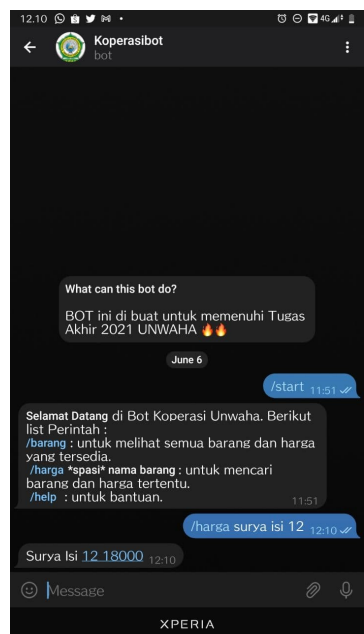 12.10
4G
Koperasibot
bot
What can this bot do?
BOT ini di buat untuk memenuhi Tugas
Akhir 2021 UNWAHA 🔥🔥
June 6
/start 11:51
Selamat Datang di Bot Koperasi Unwaha. Berikut
list Perintah :
/barang : untuk melihat semua barang dan harga
yang tersedia.
/harga *spasi* nama barang : untuk mencari
barang dan harga tertentu.
/help : untuk bantuan.
11:51
/harga surya isi 12 12:10
Surya Isi 12 18000 12:10
Message
XPERIA